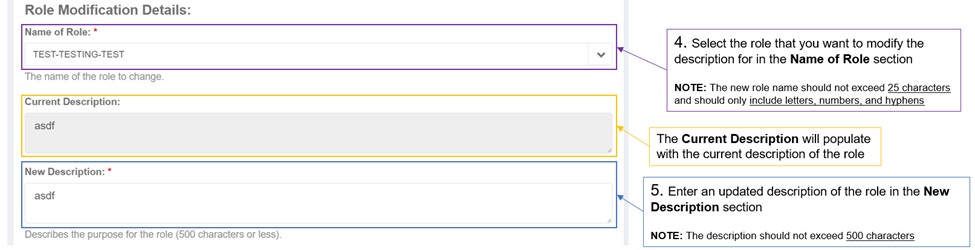 Role Modification Details:
Name of Role: *
TEST-TESTING-TEST
The name of the role to change.
Current Description:
asdf
New Description: *
asdf
Describes the purpose for the role (500 characters or less).
4. Select the role that you want to modify the
description for in the Name of Role section
NOTE: The new role name should not exceed 25 characters
and should only include letters, numbers, and hyphens
The Current Description will populate
with the current description of the role
5. Enter an updated description of the role in the New
Description section
NOTE: The description should not exceed 500 characters